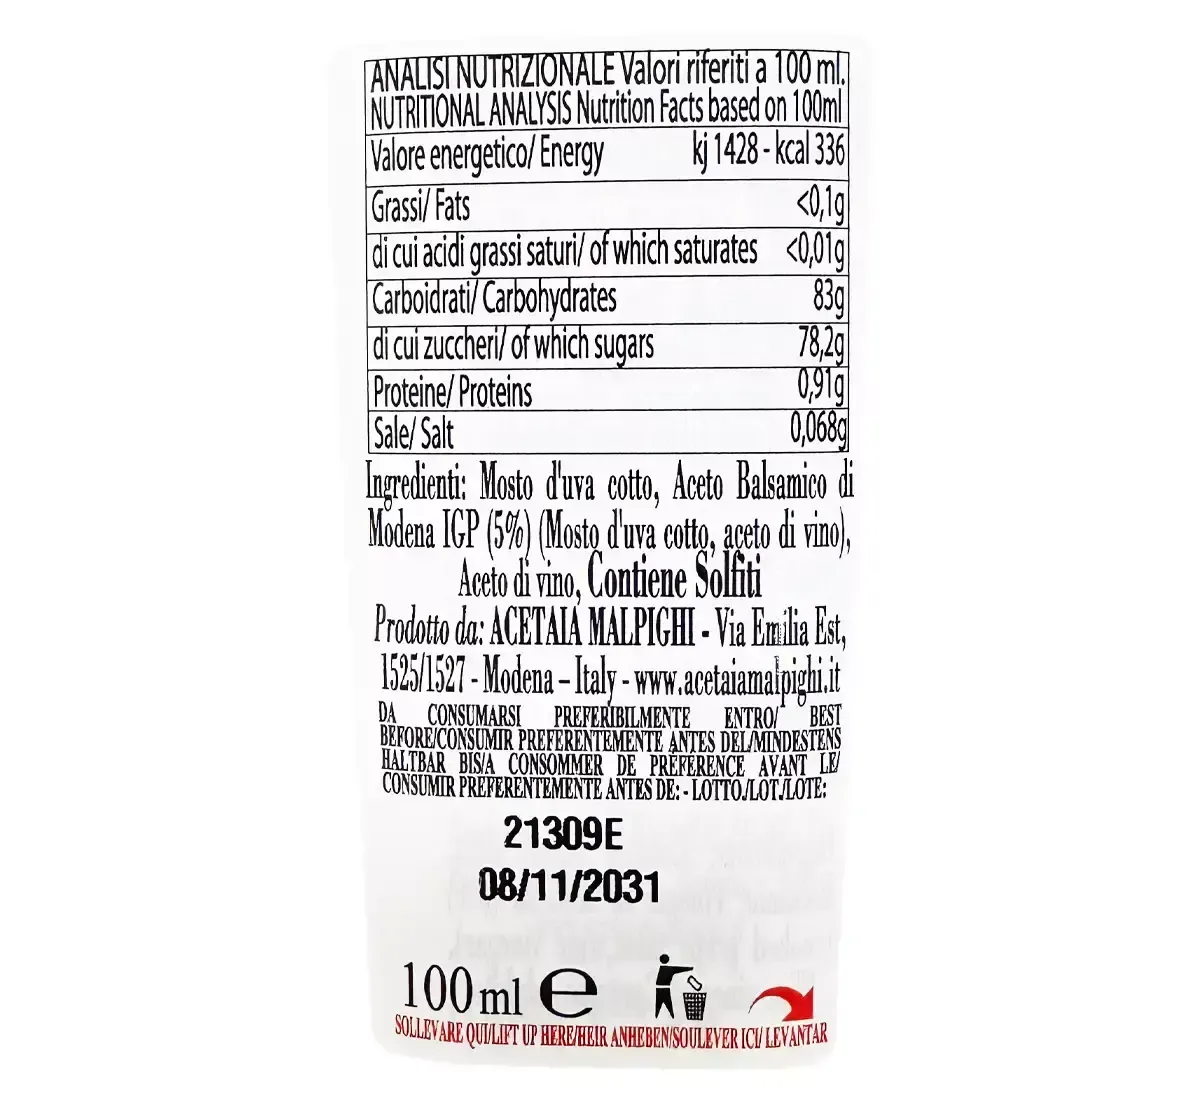 ANALISI NUTRIZIONALE Valori riferiti a 100 ml.
NUTRITIONAL ANALYSIS Nutrition Facts based on 100ml
Valore energetico/ Energy kj 1428 - kcal 336
Grassi/ Fats <0,1g
di cui acidi grassi saturi/ of which saturates <0,01g
Carboidrati/ Carbohydrates 83g
di cui zuccheri/ of which sugars 78,2g
Proteine/ Proteins 0,91g
Sale/ Salt 0,068g
Ingredienti: Mosto d'uva cotto, Aceto Balsamico di
Modena IGP (5%) (Mosto d'uva cotto, aceto di vino),
Aceto di vino, Contiene Solfiti
Prodotto da: ACETAIA MALPIGHI - Via Emilia Est,
1525/1527 - Modena – Italy - www.acetaiamalpighi.it
DA CONSUMARSI PREFERIBILMENTE ENTRO/ BEST
BEFORE/CONSUMIR PREFERENTEMENTE ANTES DEL/MINDESTENS
HALTBAR BIS/A CONSOMMER DE PRÉFÉRENCE AVANT LE/
CONSUMIR PREFERENTEMENTE ANTES DE: - LOTTO/LOT/LOTE:
21309E
08/11/2031
100 ml e
SOLLEVARE QUI/LIFT UP HERE/HEIR ANHEBEN/SOULEVER ICI/ LEVANTAR